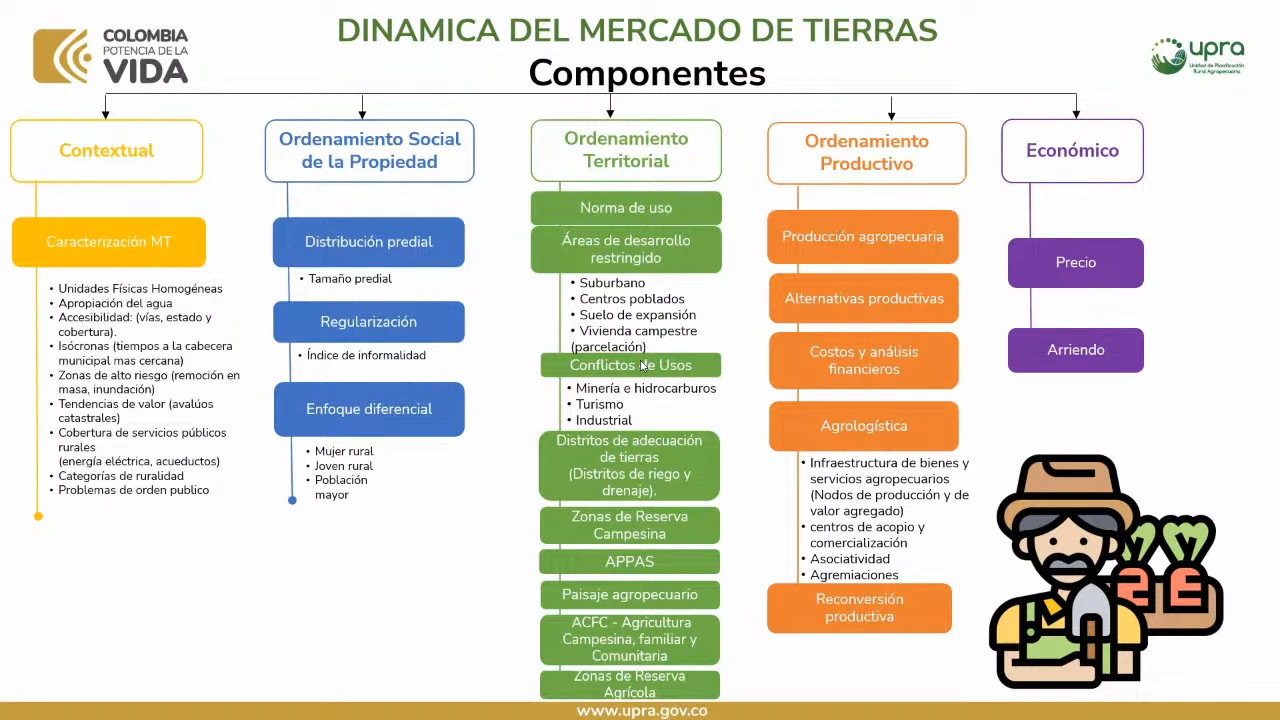 COLOMBIA
POTENCIA DE LA
VIDA
DINAMICA DEL MERCADO DE TIERRAS
Componentes
upra
Unidad de Planificación
Rural Agropecuaria
Contextual
Caracterización MT
• Unidades Físicas Homogéneas
• Apropiación del agua
• Accesibilidad: (vías, estado y
cobertura).
• Isócronas (tiempos a la cabecera
municipal mas cercana)
• Zonas de alto riesgo (remoción en
masa, inundación)
• Tendencias de valor (avalúos
catastrales)
• Cobertura de servicios públicos
rurales
(energía eléctrica, acueductos)
• Categorías de ruralidad
• Problemas de orden publico
Ordenamiento Social
de la Propiedad
Distribución predial
• Tamaño predial
Regularización
• Índice de informalidad
Enfoque diferencial
• Mujer rural
• Joven rural
• Población
mayor
Ordenamiento
Territorial
Norma de uso
Áreas de desarrollo
restringido
• Suburbano
• Centros poblados
• Suelo de expansión
• Vivienda campestre
(parcelación)
Conflictos de Usos
• Minería e hidrocarburos
• Turismo
• Industrial
Distritos de adecuación
de tierras
(Distritos de riego y
drenaje).
Zonas de Reserva
Campesina
APPAS
Paisaje agropecuario
ACFC - Agricultura
Campesina, familiar y
Comunitaria
Zonas de Reserva
Agrícola
Ordenamiento
Productivo
Producción agropecuaria
Alternativas productivas
Costos y análisis
financieros
Agrologística
• Infraestructura de bienes y
servicios agropecuarios
(Nodos de producción y de
valor agregado)
• centros de acopio y
comercialización
• Asociatividad
• Agremiaciones
Reconversión
productiva
Económico
Precio
Arriendo
www.upra.gov.co